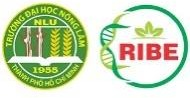 TRƯỜNG ĐẠI HỌC NÔNG LÂM
NLU
1955
THÀNH PHỐ HỒ CHÍ MINH
RIBE